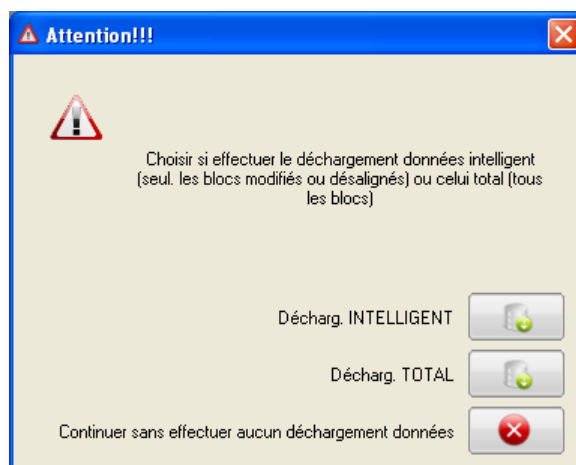 Attention!!!
Choisir si effectuer le déchargement données intelligent
(seul. les blocs modifiés ou désalignés) ou celui total (tous
les blocs)
Décharg. INTELLIGENT
Décharg. TOTAL
Continuer sans effectuer aucun déchargement données